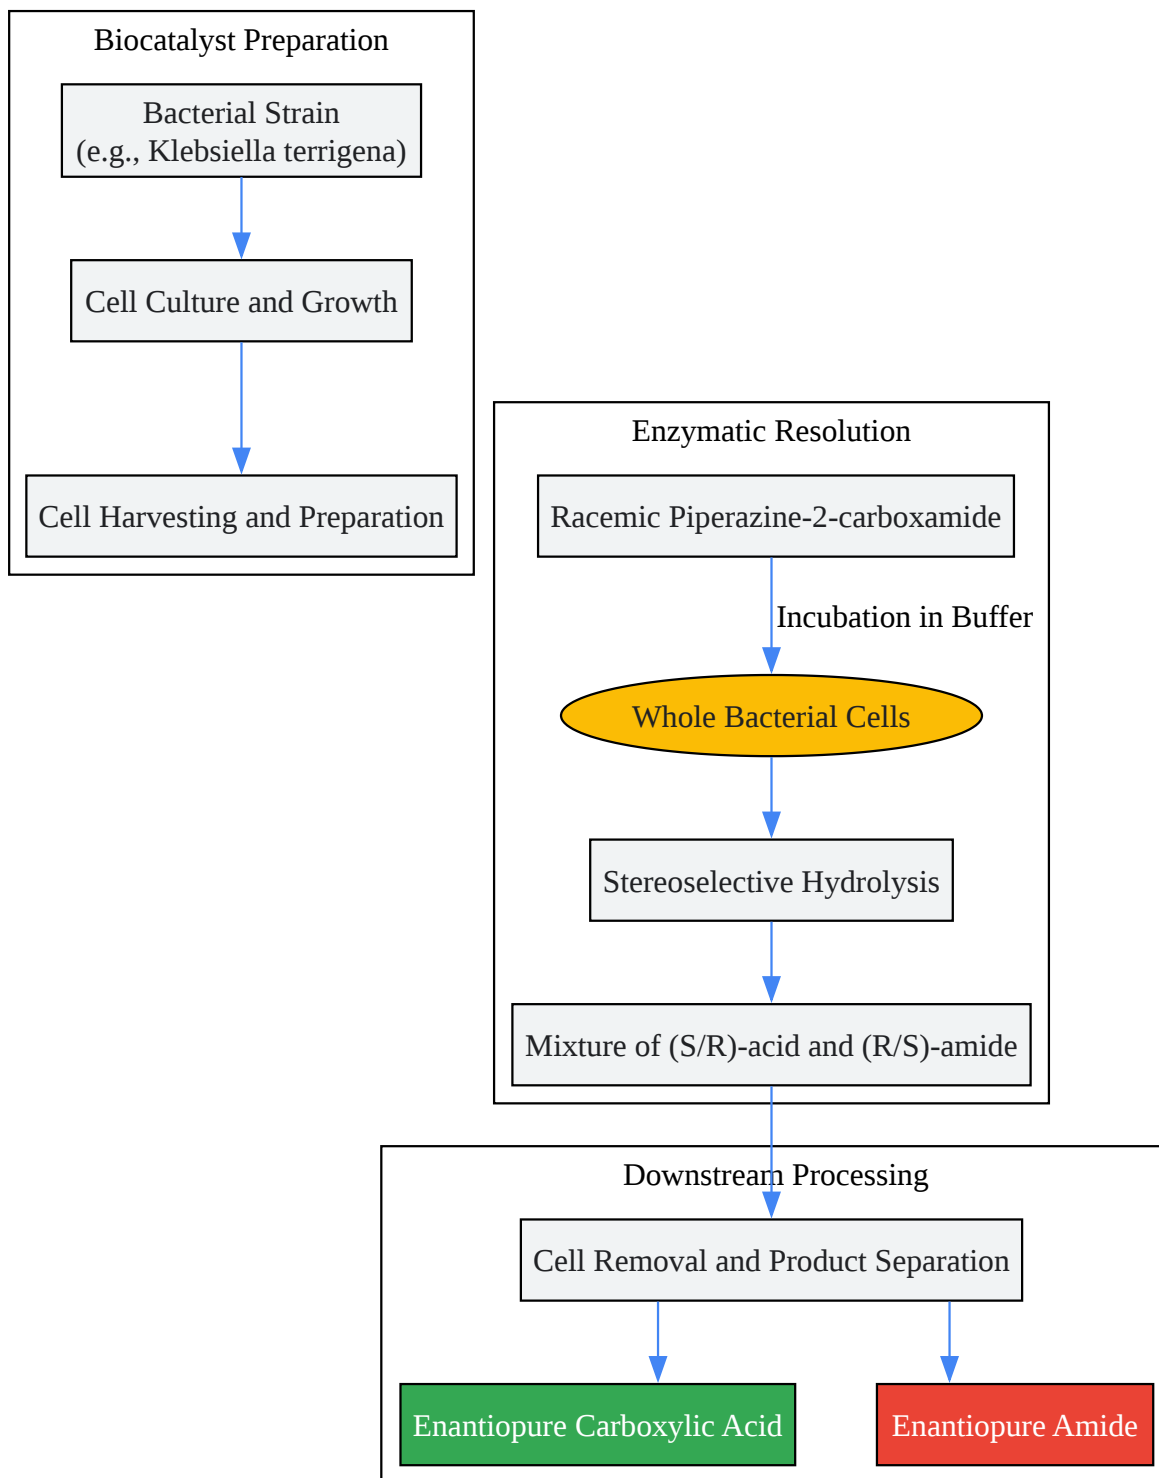 Biocatalyst Preparation
Bacterial Strain
(e.g., Klebsiella terrigena)
Cell Culture and Growth
Cell Harvesting and Preparation
Enzymatic Resolution
Racemic Piperazine-2-carboxamide
Incubation in Buffer
Whole Bacterial Cells
Stereoselective Hydrolysis
Mixture of (S/R)-acid and (R/S)-amide
Downstream Processing
Cell Removal and Product Separation
Enantiopure Carboxylic Acid
Enantiopure Amide